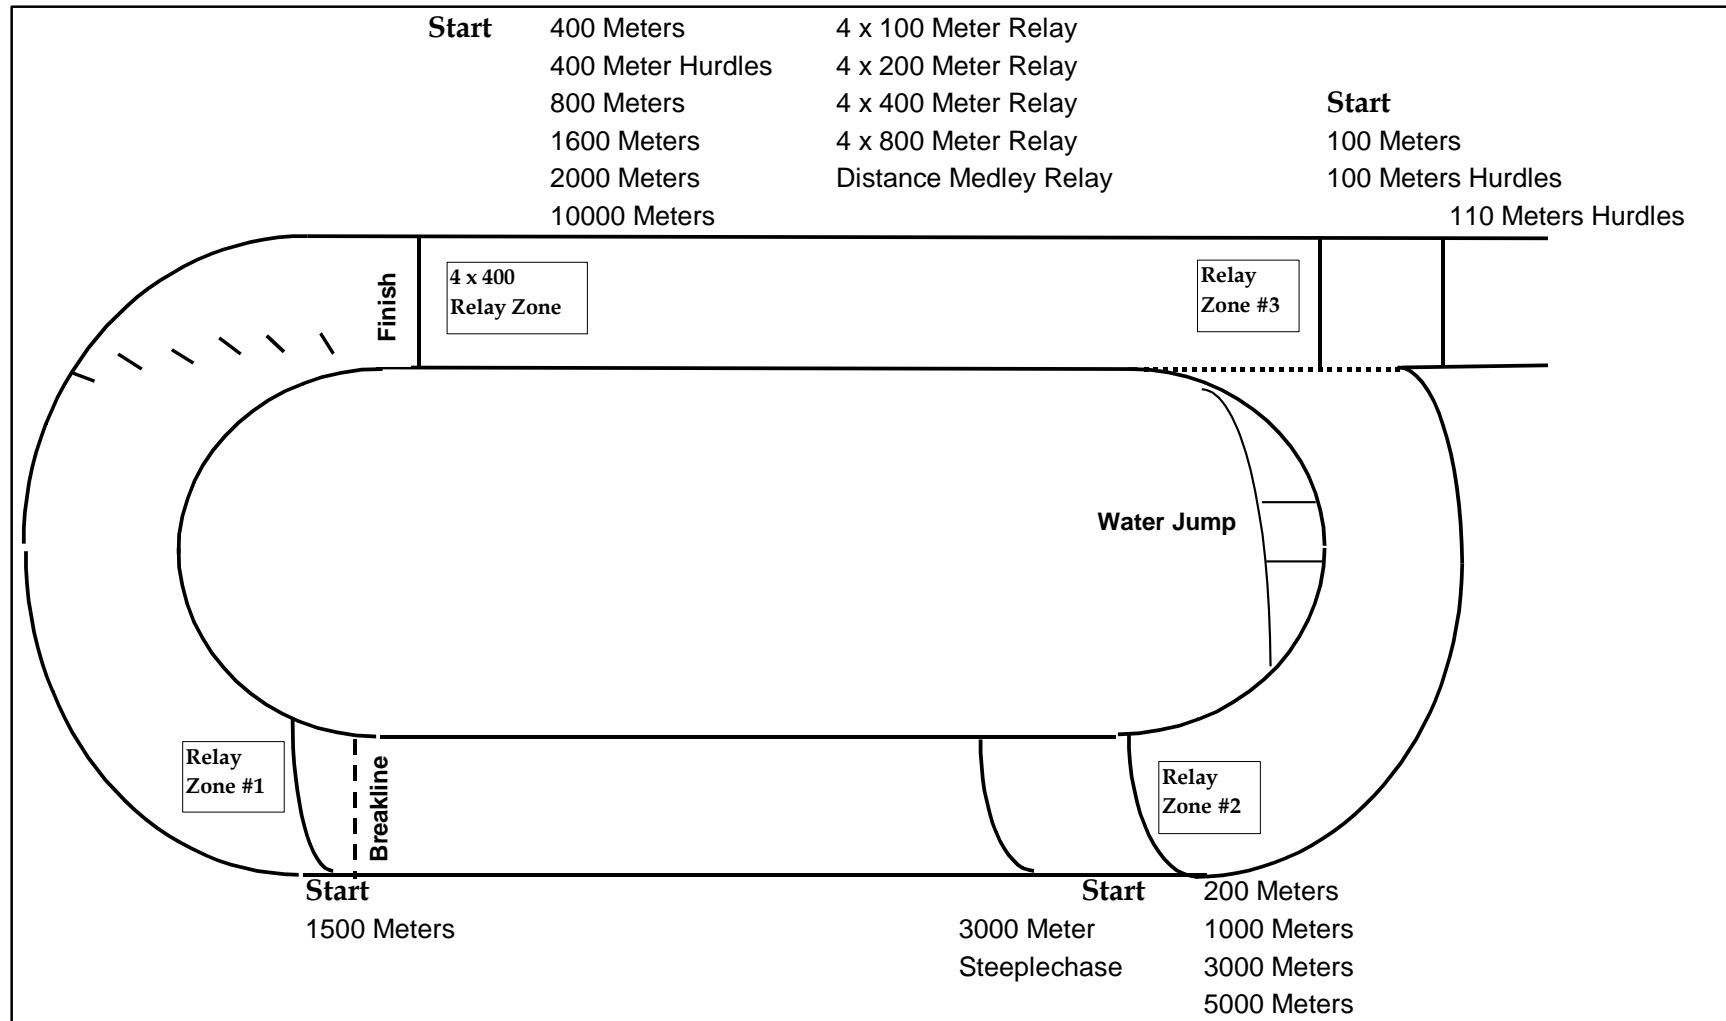 Start 400 Meters 4 x 100 Meter Relay
400 Meter Hurdles 4 x 200 Meter Relay
800 Meters 4 x 400 Meter Relay Start
1600 Meters 4 x 800 Meter Relay 100 Meters
2000 Meters Distance Medley Relay 100 Meters Hurdles
10000 Meters 110 Meters Hurdles
Finish
4 x 400
Relay Zone
Relay
Zone #3
Water Jump
Relay
Zone #1
Breakline
Relay
Zone #2
Start Start 200 Meters
1500 Meters 3000 Meter 1000 Meters
Steeplechase 3000 Meters
5000 Meters